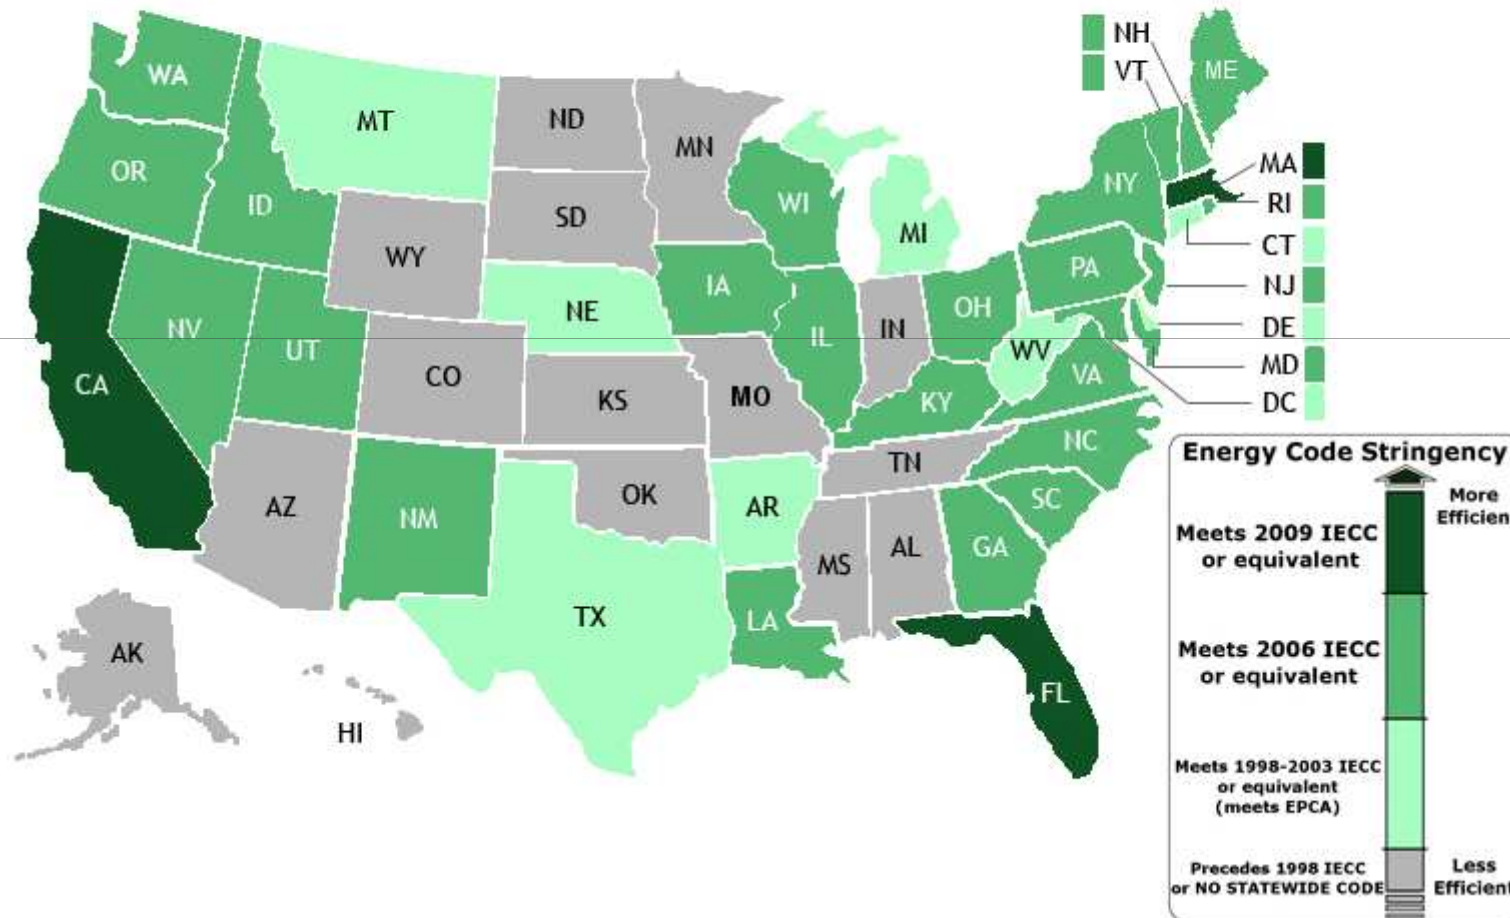 NH
VT
ME
WA
MT
ND
MN
OR
ID
SD
WI
MI
NY
MA
RI
CT
NJ
DE
MD
DC
WY
IA
NE
PA
OH
IL
IN
WV
VA
NV
UT
CO
KS
MO
KY
CA
NC
TN
AZ
NM
OK
AR
SC
GA
AL
MS
LA
TX
AK
HI
FL
Energy Code Stringency
More
Efficien
Meets 2009 IECC
or equivalent
Meets 2006 IECC
or equivalent
Meets 1998-2003 IECC
or equivalent
(meets EPCA)
Precedes 1998 IECC
or NO STATEWIDE CODE
Less
Efficient